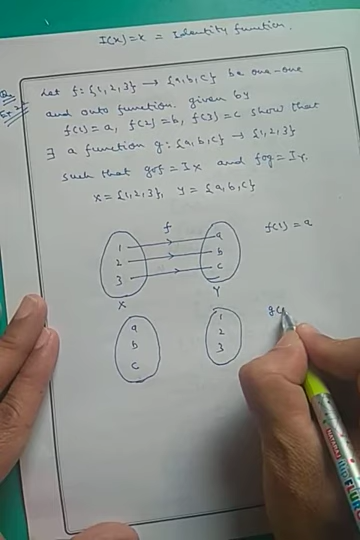 I(x) = x = Identity function.
Let f: {1,2,3} → {a,b,c} be one-one
and onto function. given by
f(1) = a, f(2) = b, f(3) = c show that
∃ a function g: {a,b,c} → {1,2,3}
such that gof = Ix and fog = Iy,
X = {1,2,3}, Y = {a,b,c}
f
f(1) = a
1 a
2 b
3 c
X Y
a 1
b 2
c 3
g(